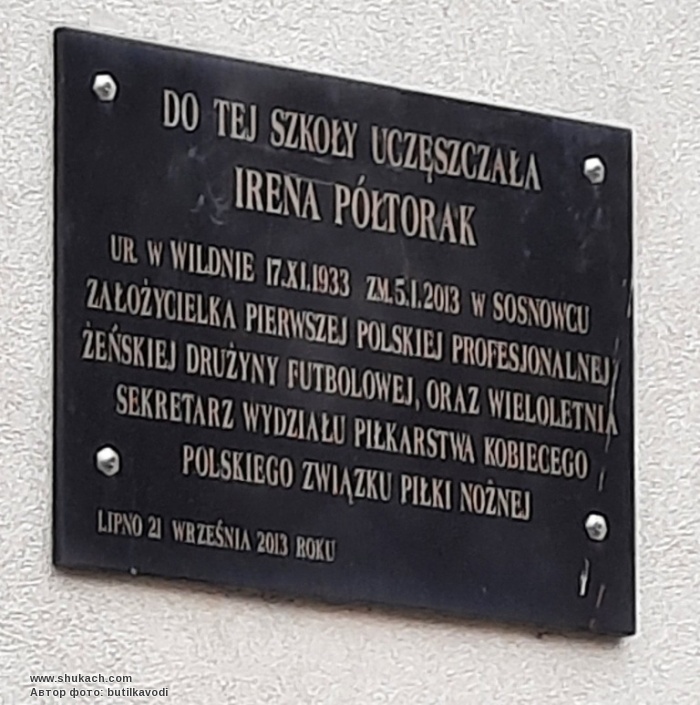 DO TEJ SZKOŁY UCZĘSZCZAŁA
IRENA PÓŁTORAK
UR. W WILDNIE 17.XI.1933 ZM.5.I.2013 W SOSNOWCU
ZAŁOŻYCIELKA PIERWSZEJ POLSKIEJ PROFESJONALNEJ
ŻEŃSKIEJ DRUŻYNY FUTBOLOWEJ, ORAZ WIELOLETNIA
SEKRETARZ WYDZIAŁU PIŁKARSTWA KOBIECEGO
POLSKIEGO ZWIĄZKU PIŁKI NOŻNEJ
LIPNO 21 WRZEŚNIA 2013 ROKU
www.shukach.com
Автор фото: butilkavodi